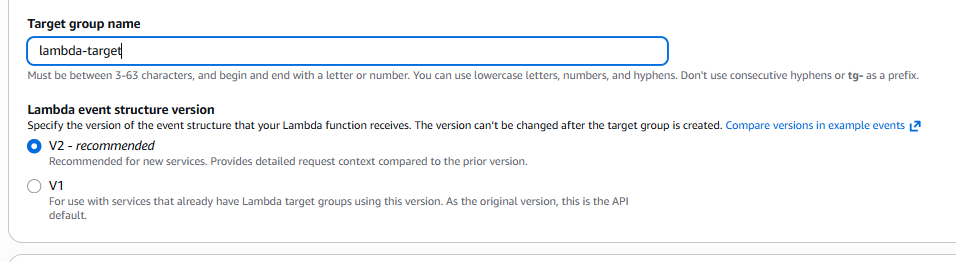 Target group name
lambda-target
Must be between 3-63 characters, and begin and end with a letter or number. You can use lowercase letters, numbers, and hyphens. Don't use consecutive hyphens or tg- as a prefix.
Lambda event structure version
Specify the version of the event structure that your Lambda function receives. The version can't be changed after the target group is created. Compare versions in example events
V2 - recommended
Recommended for new services. Provides detailed request context compared to the prior version.
V1
For use with services that already have Lambda target groups using this version. As the original version, this is the API
default.